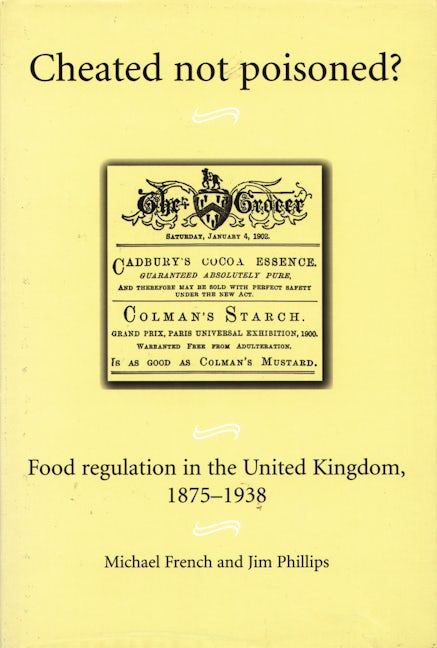 Cheated not poisoned?
The Grocer
SATURDAY, JANUARY 4, 1902.
CADBURY'S COCOA ESSENCE.
GUARANTEED ABSOLUTELY PURE,
AND THEREFORE MAY BE SOLD WITH PERFECT SAFETY
UNDER THE NEW ACT.
COLMAN'S STARCH.
GRAND PRIX, PARIS UNIVERSAL EXHIBITION, 1900.
WARRANTED FREE FROM ADULTERATION.
IS AS GOOD AS COLMAN'S MUSTARD.
Food regulation in the United Kingdom,
1875–1938
Michael French and Jim Phillips